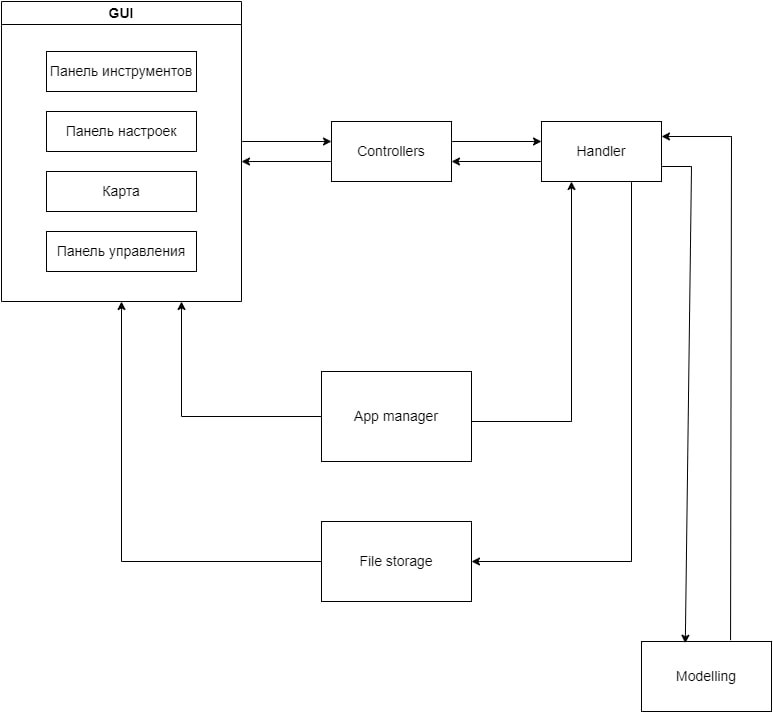 GUI
Панель инструментов
Панель настроек
Карта
Панель управления
Controllers
Handler
App manager
File storage
Modelling